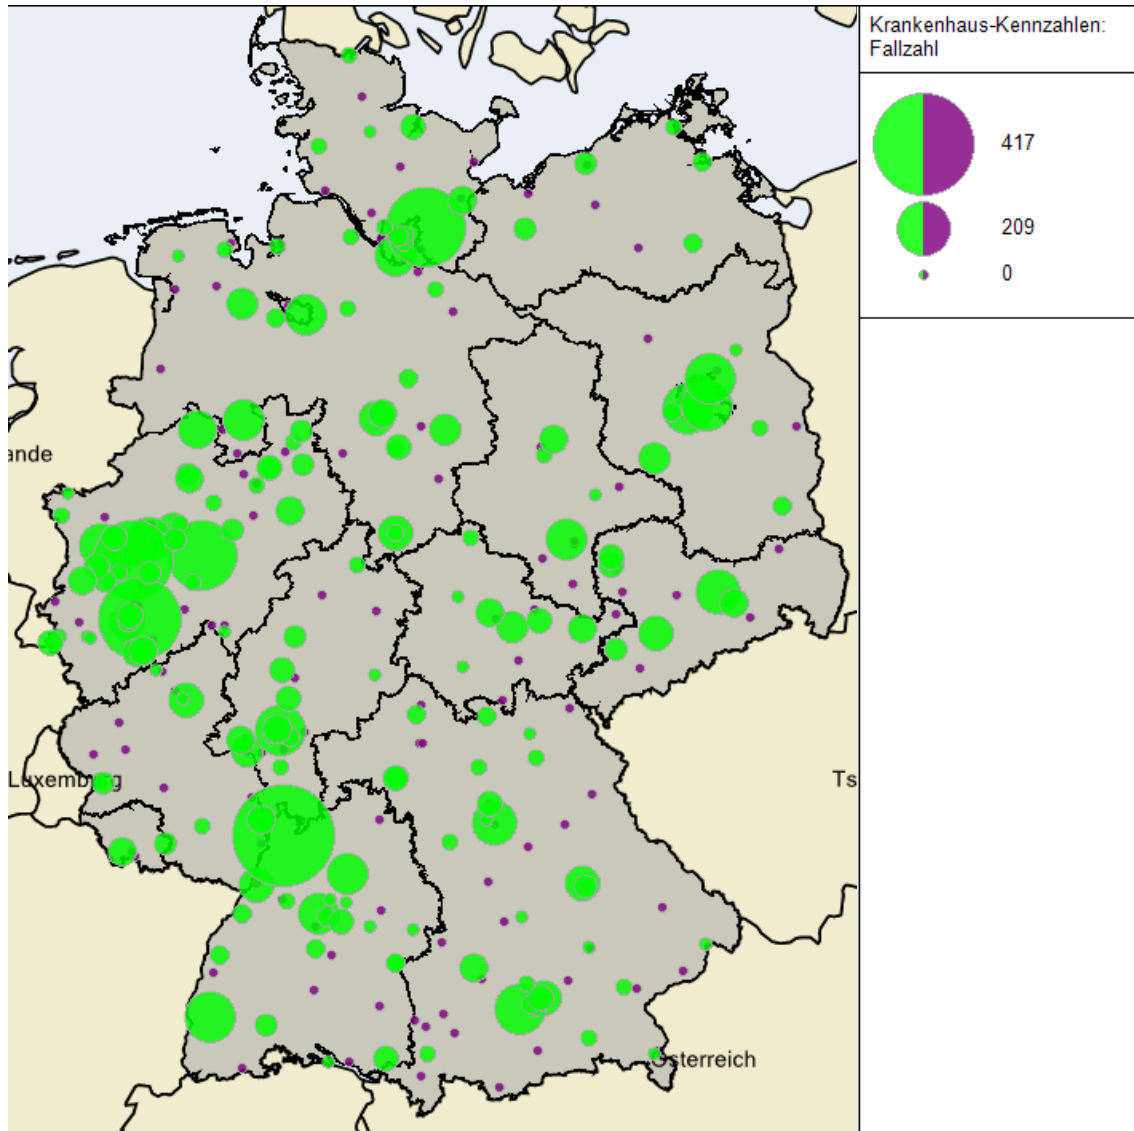 Krankenhaus-Kennzahlen:
Fallzahl
417
209
0
ande
Luxemburg
Ts
Österreich